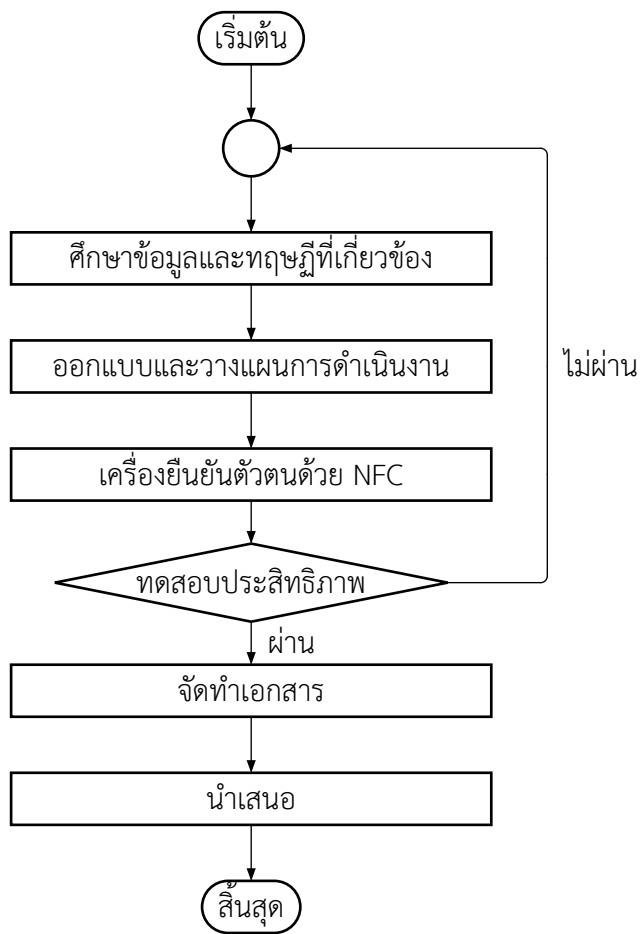 เริ่มต้น
ศึกษาข้อมูลและทฤษฏีที่เกี่ยวข้อง
ออกแบบและวางแผนการดำเนินงาน
ไม่ผ่าน
เครื่องยืนยันตัวตนด้วย NFC
ทดสอบประสิทธิภาพ
ผ่าน
จัดทำเอกสาร
นำเสนอ
สิ้นสุด